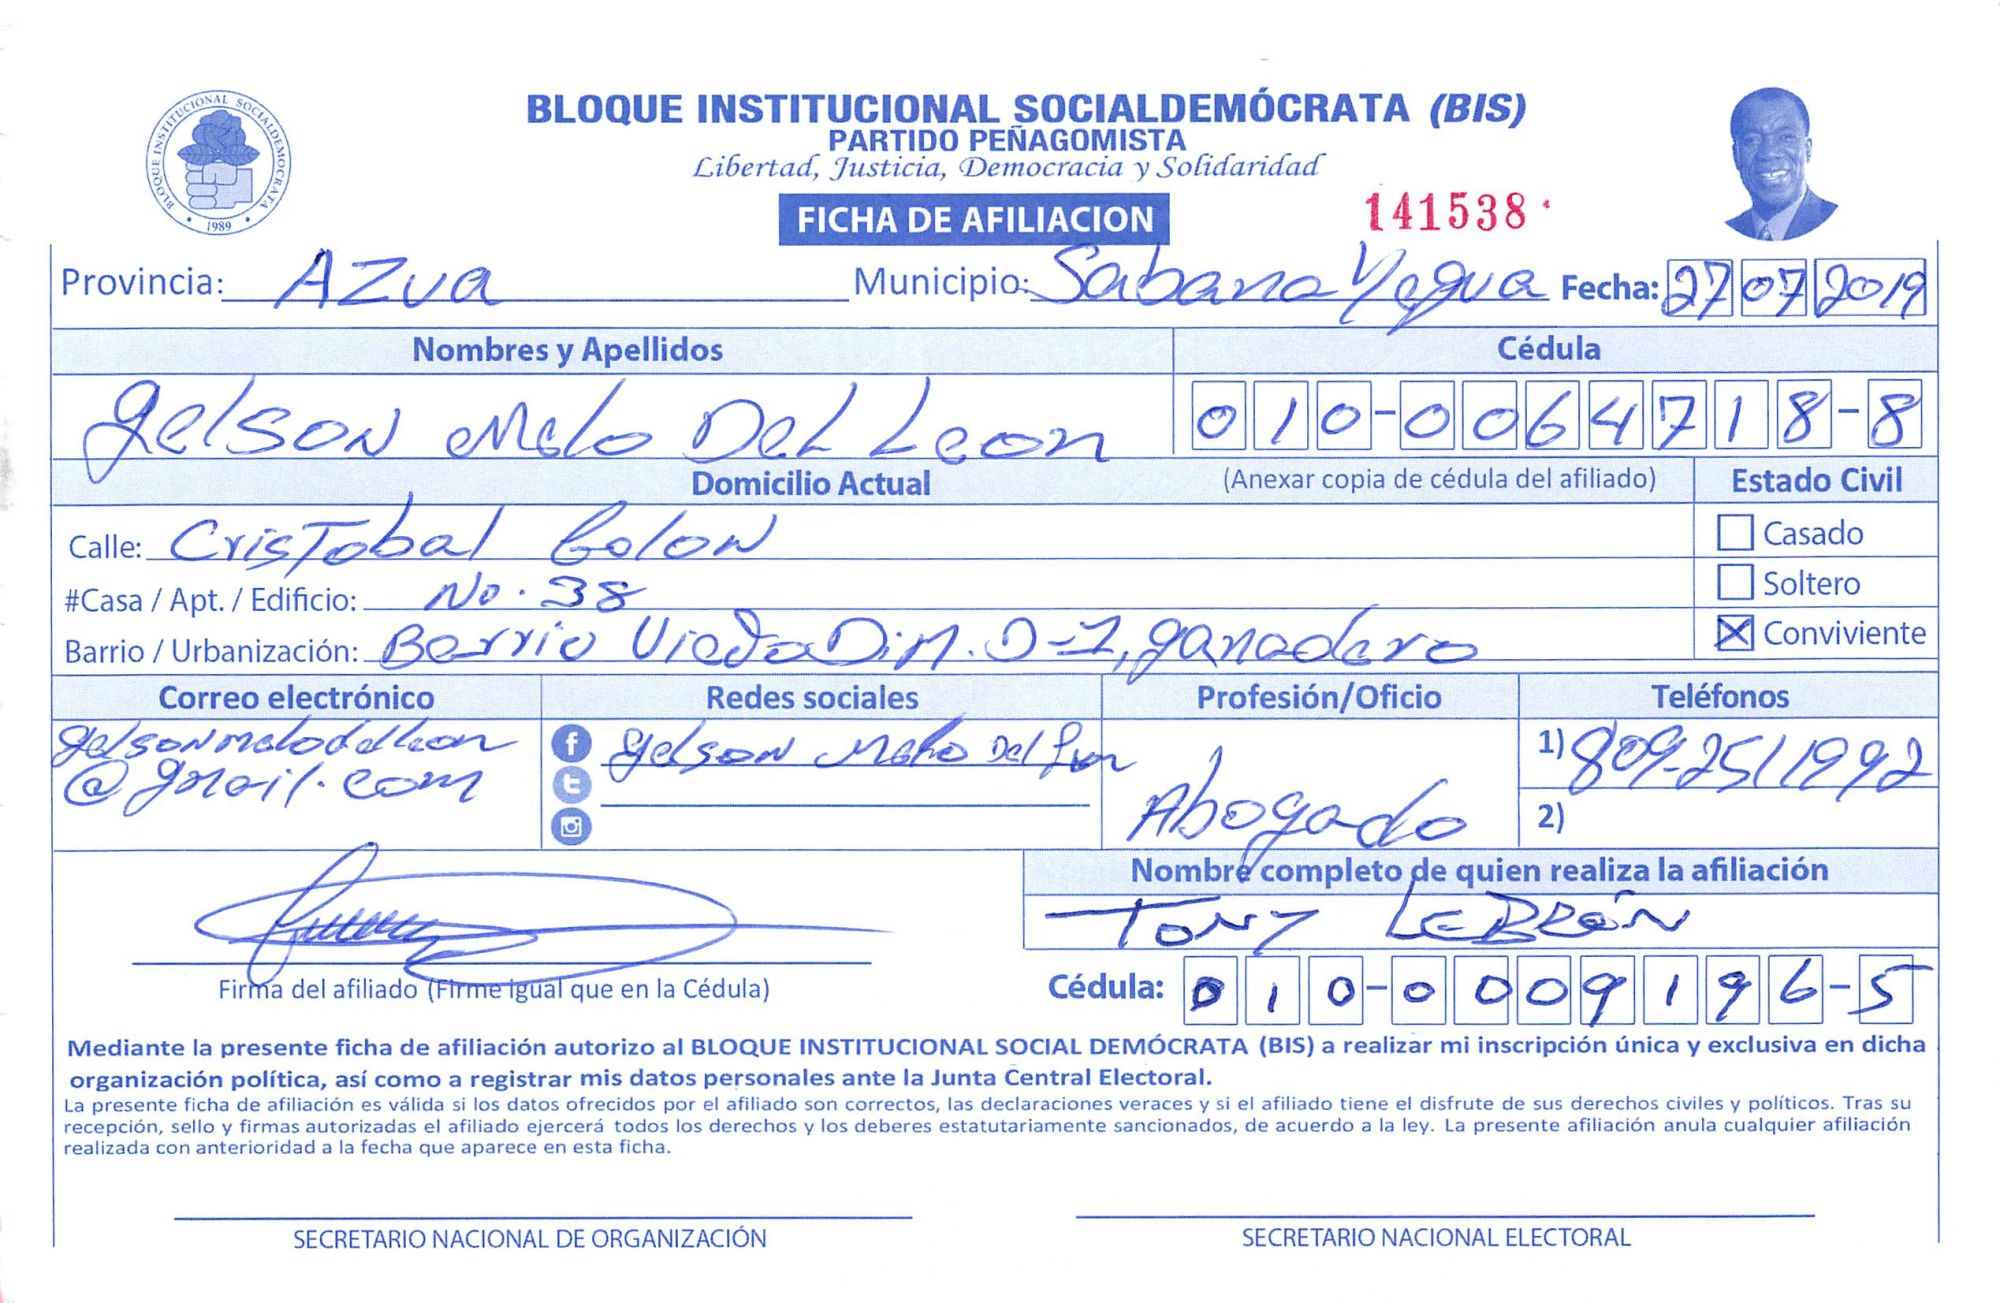 BLOQUE INSTITUCIONAL SOCIALDEMÓCRATA (BIS)
PARTIDO PEÑAGOMISTA
Libertad, Justicia, Democracia y Solidaridad
BLOQUE INSTITUCIONAL SOCIALDEMOCRATA
• 1989 •
FICHA DE AFILIACION
141538
Provincia: AZUA Municipio: Sabana Yegua Fecha: 27 07 2019
Nombres y Apellidos Cédula
Gelson Melo Del Leon 010-0064718-8
Domicilio Actual (Anexar copia de cédula del afiliado) Estado Civil
Calle: Cristobal Colon Casado
#Casa / Apt. / Edificio: No. 38 Soltero
Barrio / Urbanización: Barrio ganadero Conviviente
Correo electrónico Redes sociales Profesión/Oficio Teléfonos
gelsonmelodelleon
@gmail.com
Gelson Melo Del Leon
Abogado
1) 809-2511992
2)
Nombre completo de quien realiza la afiliación
TONY LEBRÓN
Firma del afiliado (Firme igual que en la Cédula)
Cédula: 010-0009196-5
Mediante la presente ficha de afiliación autorizo al BLOQUE INSTITUCIONAL SOCIAL DEMÓCRATA (BIS) a realizar mi inscripción única y exclusiva en dicha
organización política, así como a registrar mis datos personales ante la Junta Central Electoral.
La presente ficha de afiliación es válida si los datos ofrecidos por el afiliado son correctos, las declaraciones veraces y si el afiliado tiene el disfrute de sus derechos civiles y políticos. Tras su
recepción, sello y firmas autorizadas el afiliado ejercerá todos los derechos y los deberes estatutariamente sancionados, de acuerdo a la ley. La presente afiliación anula cualquier afiliación
realizada con anterioridad a la fecha que aparece en esta ficha.
SECRETARIO NACIONAL DE ORGANIZACIÓN SECRETARIO NACIONAL ELECTORAL